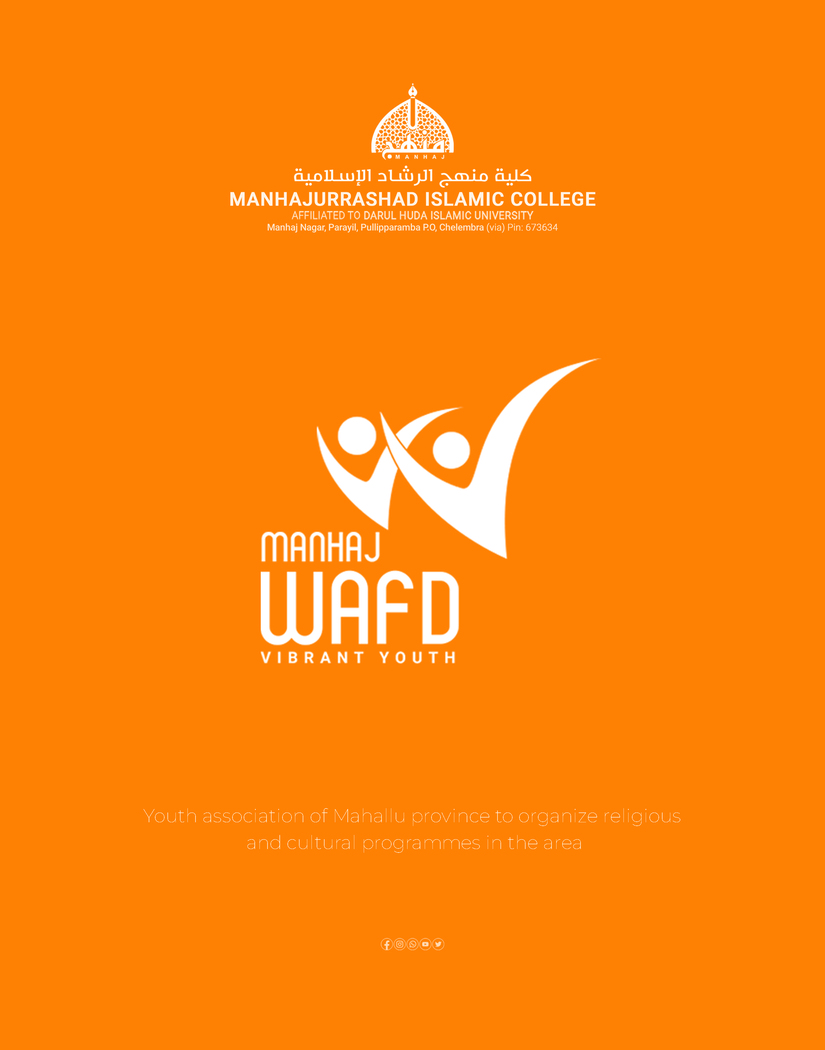 منهج
MANHAJ
كلية منهج الرشاد الإسلامية
MANHAJURRASHAD ISLAMIC COLLEGE
AFFILIATED TO DARUL HUDA ISLAMIC UNIVERSITY
Manhaj Nagar, Parayil, Pullipparamba P.O, Chelembra (via) Pin: 673634
MANHAJ
WAFD
VIBRANT YOUTH
Youth association of Mahallu province to organize religious
and cultural programmes in the area